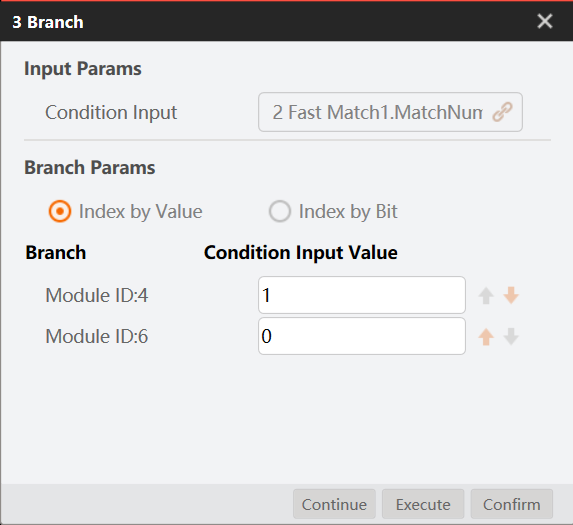 3 Branch
Input Params
Condition Input 2 Fast Match1.MatchNum
Branch Params
Index by Value Index by Bit
Branch Condition Input Value
Module ID:4 1
Module ID:6 0
Continue Execute Confirm